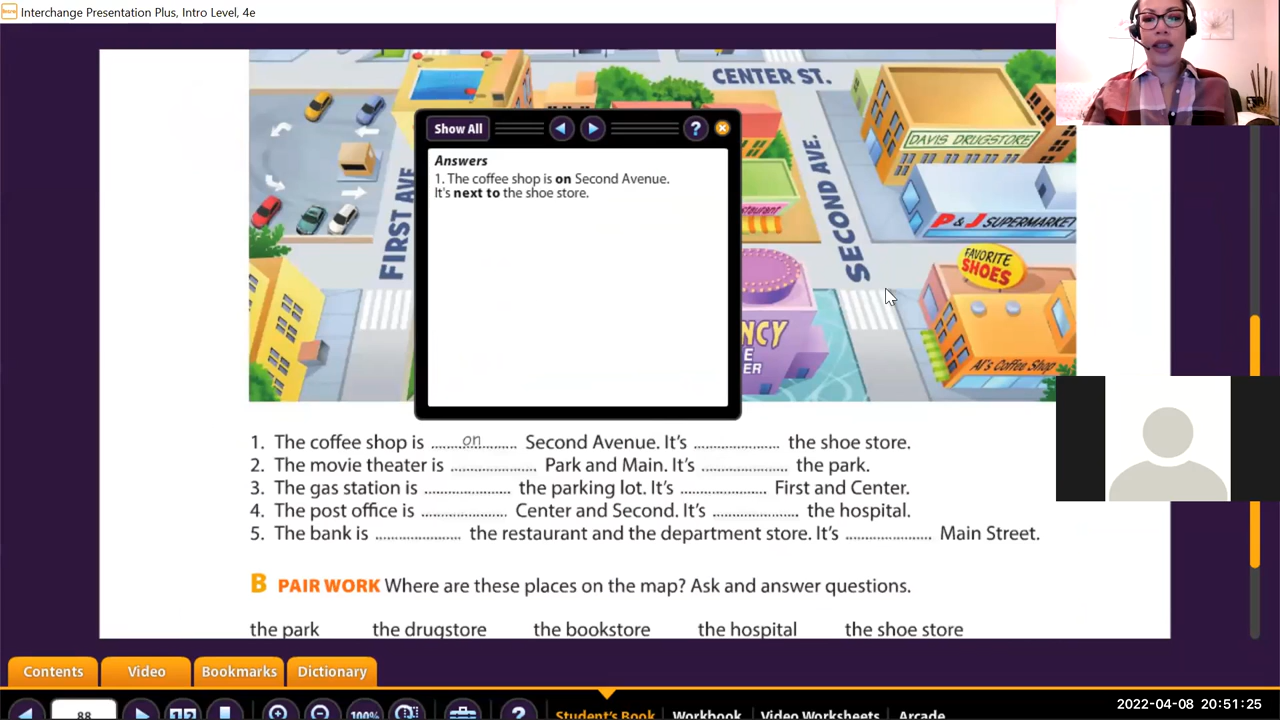 Interchange Presentation Plus, Intro Level, 4e
CENTER ST.
DAVIS DRUGSTORE
FIRST AVE
SECOND AVE.
P & J SUPERMARKET
FAVORITE
SHOES
Al's Coffee Shop
Show All
?
Answers
1. The coffee shop is on Second Avenue.
It's next to the shoe store.
1. The coffee shop is ......on...... Second Avenue. It's .................... the shoe store.
2. The movie theater is .................... Park and Main. It's .................... the park.
3. The gas station is .................... the parking lot. It's .................... First and Center.
4. The post office is .................... Center and Second. It's .................... the hospital.
5. The bank is .................... the restaurant and the department store. It's .................... Main Street.
B PAIR WORK Where are these places on the map? Ask and answer questions.
the park the drugstore the bookstore the hospital the shoe store
Contents Video Bookmarks Dictionary
88 100% ? Student's Book Workbook Video Worksheets Arcade
2022-04-08 20:51:25